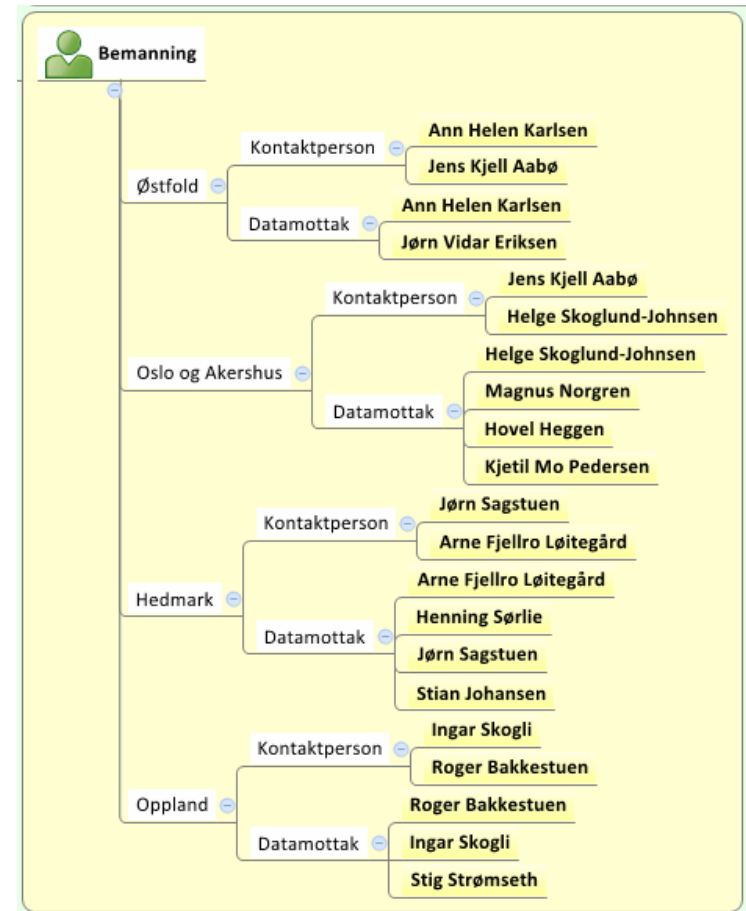 Bemanning
Østfold
Kontaktperson
Ann Helen Karlsen
Jens Kjell Aabø
Datamottak
Ann Helen Karlsen
Jørn Vidar Eriksen
Oslo og Akershus
Kontaktperson
Jens Kjell Aabø
Helge Skoglund-Johnsen
Datamottak
Helge Skoglund-Johnsen
Magnus Norgren
Hovel Heggen
Kjetil Mo Pedersen
Hedmark
Kontaktperson
Jørn Sagstuen
Arne Fjellro Løitegård
Datamottak
Arne Fjellro Løitegård
Henning Sørlie
Jørn Sagstuen
Stian Johansen
Oppland
Kontaktperson
Ingar Skogli
Roger Bakkestuen
Datamottak
Roger Bakkestuen
Ingar Skogli
Stig Strømseth